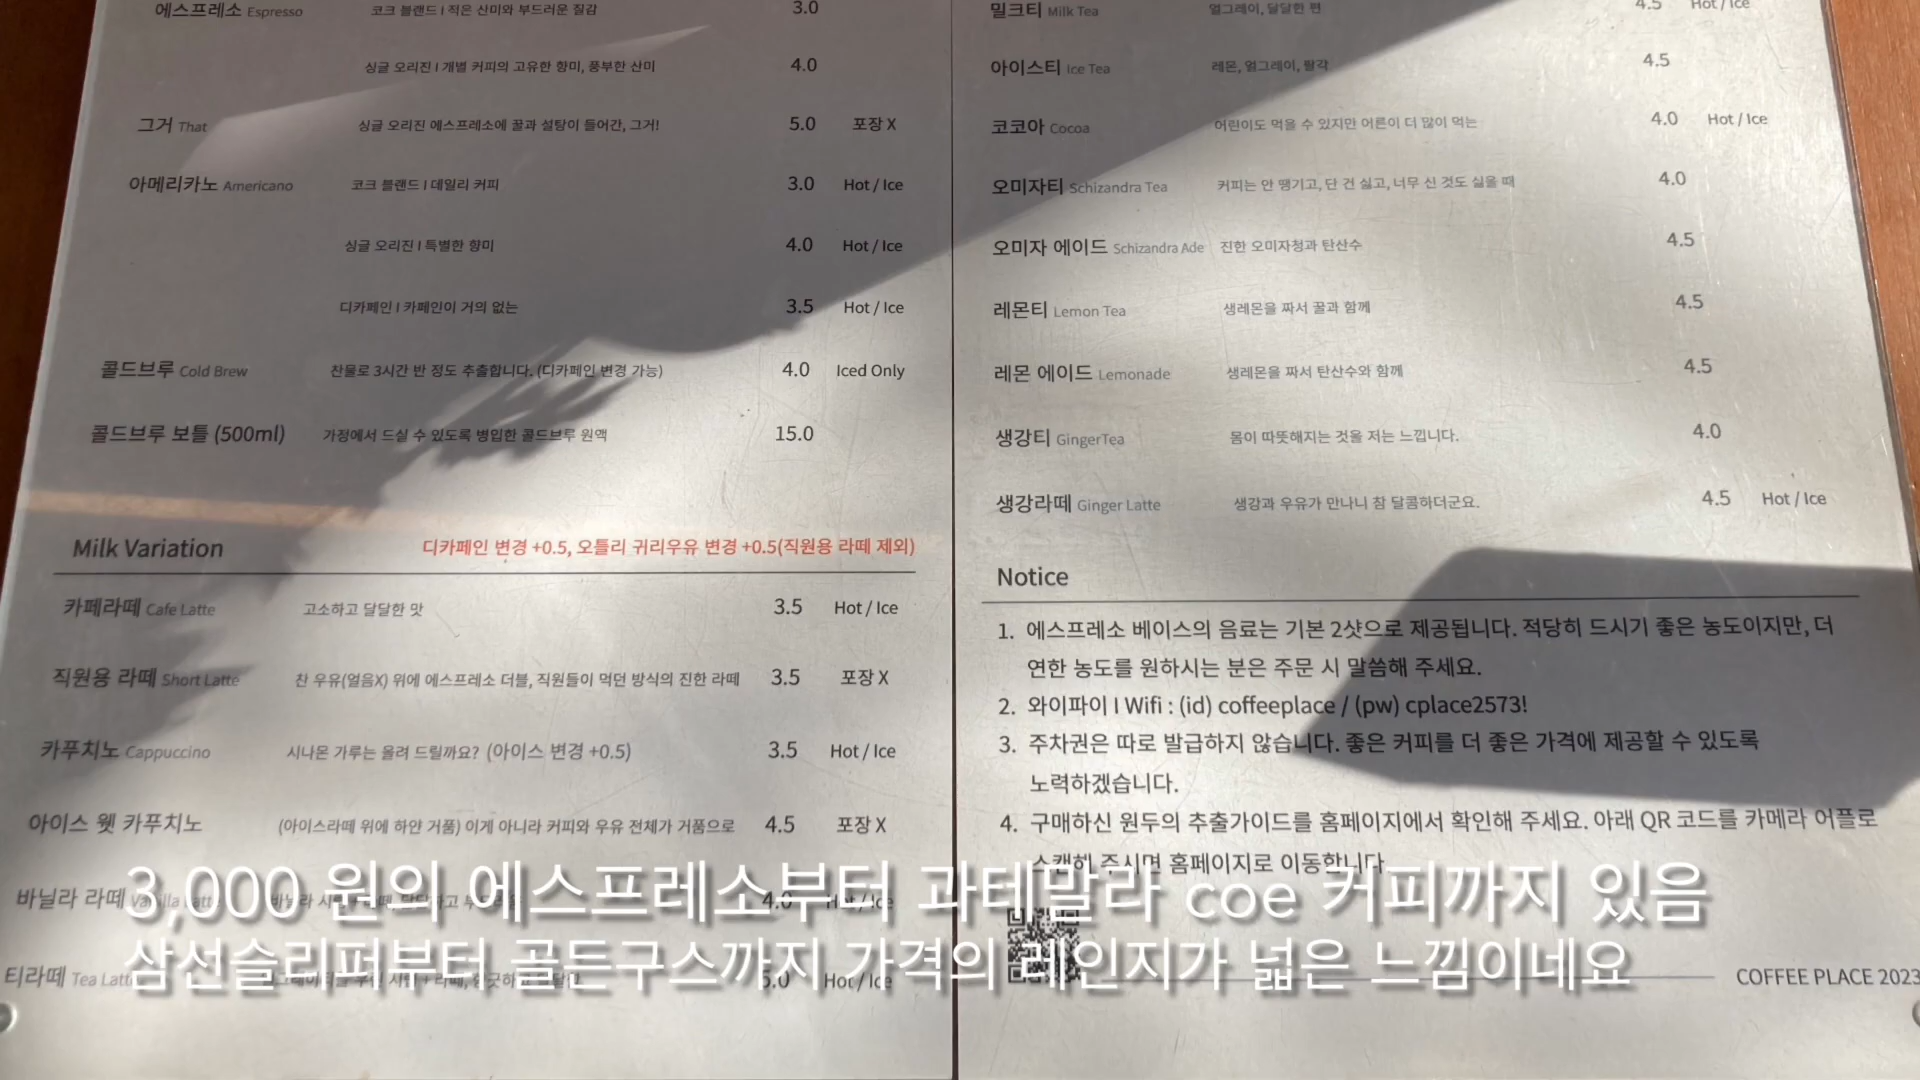 에스프레소 Espresso 코크 블랜드 I 적은 산미와 부드러운 질감 3.0
싱글 오리진 I 개별 커피의 고유한 향미, 풍부한 산미 4.0
그거 That 싱글 오리진 에스프레소에 꿀과 설탕이 들어간, 그거! 5.0 포장 X
아메리카노 Americano 코크 블랜드 I 데일리 커피 3.0 Hot / Ice
싱글 오리진 I 특별한 향미 4.0 Hot / Ice
디카페인 I 카페인이 거의 없는 3.5 Hot / Ice
콜드브루 Cold Brew 찬물로 3시간 반 정도 추출합니다. (디카페인 변경 가능) 4.0 Iced Only
콜드브루 보틀 (500ml) 가정에서 드실 수 있도록 병입한 콜드브루 원액 15.0
Milk Variation 디카페인 변경 +0.5, 오틀리 귀리우유 변경 +0.5(직원용 라떼 제외)
카페라떼 Cafe Latte 고소하고 달달한 맛 3.5 Hot / Ice
직원용 라떼 Short Latte 찬 우유(얼음X) 위에 에스프레소 더블, 직원들이 먹던 방식의 진한 라떼 3.5 포장 X
카푸치노 Cappuccino 시나몬 가루는 올려 드릴까요? (아이스 변경 +0.5) 3.5 Hot / Ice
아이스 웻 카푸치노 (아이스라떼 위에 하얀 거품) 이게 아니라 커피와 우유 전체가 거품으로 4.5 포장 X
바닐라 라떼 Vanilla Latte 4.0 Hot / Ice
티라떼 Tea Latte 5.0 Hot / Ice
밀크티 Milk Tea 얼그레이, 달달한 편 4.5 Hot / Ice
아이스티 Ice Tea 레몬, 얼그레이, 팔각 4.5
코코아 Cocoa 어린이도 먹을 수 있지만 어른이 더 많이 먹는 4.0 Hot / Ice
오미자티 Schizandra Tea 커피는 안 땡기고, 단 건 싫고, 너무 신 것도 싫을 때 4.0
오미자 에이드 Schizandra Ade 진한 오미자청과 탄산수 4.5
레몬티 Lemon Tea 생레몬을 짜서 꿀과 함께 4.5
레몬 에이드 Lemonade 생레몬을 짜서 탄산수와 함께 4.5
생강티 GingerTea 몸이 따뜻해지는 것을 저는 느낍니다. 4.0
생강라떼 Ginger Latte 생강과 우유가 만나니 참 달콤하더군요. 4.5 Hot / Ice
Notice
1. 에스프레소 베이스의 음료는 기본 2샷으로 제공됩니다. 적당히 드시기 좋은 농도이지만, 더
연한 농도를 원하시는 분은 주문 시 말씀해 주세요.
2. 와이파이 I Wifi : (id) coffeeplace / (pw) cplace2573!
3. 주차권은 따로 발급하지 않습니다. 좋은 커피를 더 좋은 가격에 제공할 수 있도록
노력하겠습니다.
4. 구매하신 원두의 추출가이드를 홈페이지에서 확인해 주세요. 아래 QR 코드를 카메라 어플로
스캔해 주시면 홈페이지로 이동합니다
COFFEE PLACE 2023
3,000 원의 에스프레소부터 과테말라 coe 커피까지 있음
삼선슬리퍼부터 골든구스까지 가격의 레인지가 넓은 느낌이네요